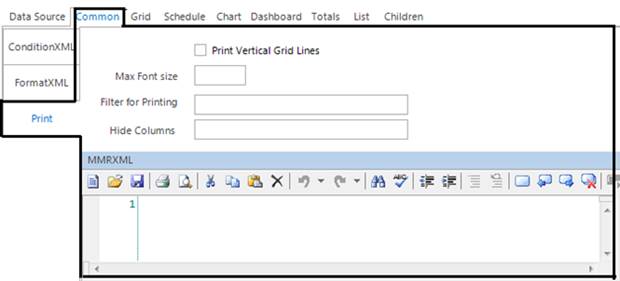 Data Source Common Grid Schedule Chart Dashboard Totals List Children
ConditionXML
Print Vertical Grid Lines
FormatXML
Max Font size
Filter for Printing
Print
Hide Columns
MMRXML
ABC
1